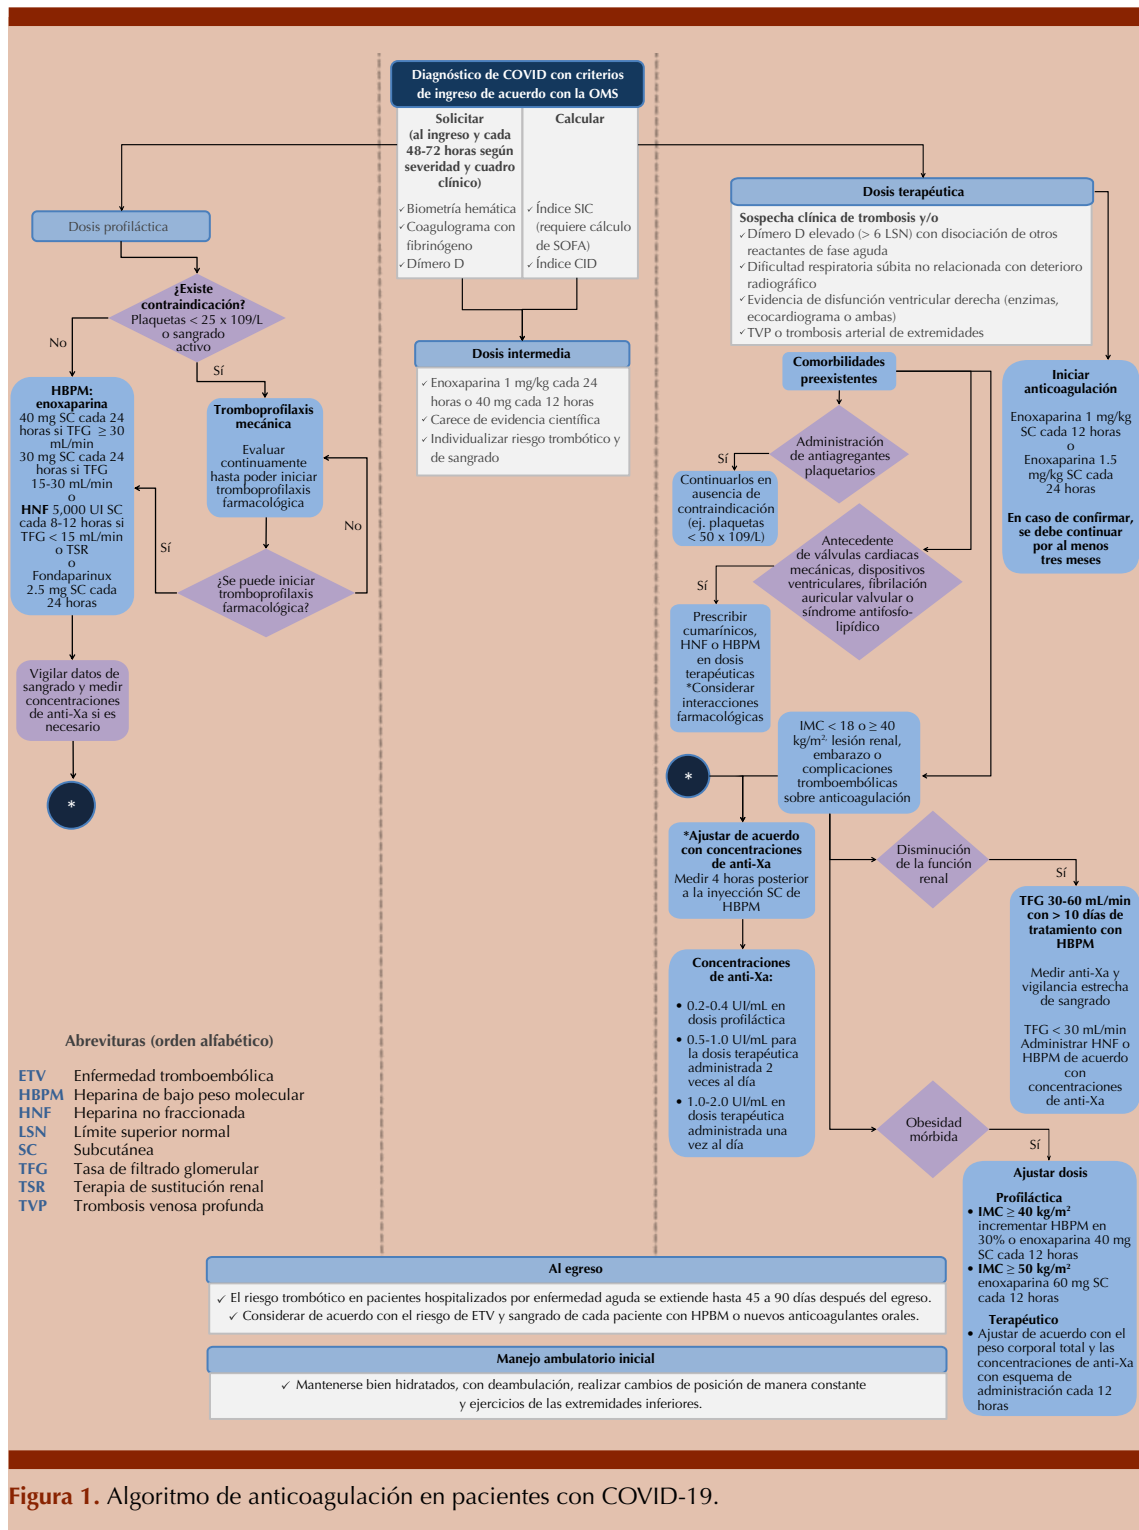 Diagnóstico de COVID con criterios
de ingreso de acuerdo con la OMS
Solicitar
(al ingreso y cada
48-72 horas según
severidad y cuadro
clínico)
✓ Biometría hemática
✓ Coagulograma con
fibrinógeno
✓ Dímero D
Calcular
✓ Índice SIC
(requiere cálculo
de SOFA)
✓ Índice CID
Dosis profiláctica
¿Existe
contraindicación?
Plaquetas < 25 x 109/L
o sangrado
activo
No
Sí
HBPM:
enoxaparina
40 mg SC cada 24
horas si TFG ≥ 30
mL/min
30 mg SC cada 24
horas si TFG
15-30 mL/min
o
HNF 5,000 UI SC
cada 8-12 horas si
TFG < 15 mL/min
o TSR
o
Fondaparinux
2.5 mg SC cada
24 horas
Tromboprofilaxis
mecánica
Evaluar
continuamente
hasta poder iniciar
tromboprofilaxis
farmacológica
No
Sí
¿Se puede iniciar
tromboprofilaxis
farmacológica?
Vigilar datos de
sangrado y medir
concentraciones
de anti-Xa si es
necesario
*
Dosis intermedia
✓ Enoxaparina 1 mg/kg cada 24
horas o 40 mg cada 12 horas
✓ Carece de evidencia científica
✓ Individualizar riesgo trombótico y
de sangrado
Dosis terapéutica
Sospecha clínica de trombosis y/o
✓ Dímero D elevado (> 6 LSN) con disociación de otros
reactantes de fase aguda
✓ Dificultad respiratoria súbita no relacionada con deterioro
radiográfico
✓ Evidencia de disfunción ventricular derecha (enzimas,
ecocardiograma o ambas)
✓ TVP o trombosis arterial de extremidades
Comorbilidades
preexistentes
Administración
de antiagregantes
plaquetarios
Sí
Continuarlos en
ausencia de
contraindicación
(ej. plaquetas
< 50 x 109/L)
Iniciar
anticoagulación
Enoxaparina 1 mg/kg
SC cada 12 horas
o
Enoxaparina 1.5
mg/kg SC cada
24 horas
En caso de confirmar,
se debe continuar
por al menos
tres meses
Antecedente
de válvulas cardiacas
mecánicas, dispositivos
ventriculares, fibrilación
auricular valvular o
síndrome antifosfo-
lipídico
Sí
Prescribir
cumarínicos,
HNF o HBPM
en dosis
terapéuticas
*Considerar
interacciones
farmacológicas
IMC < 18 o ≥ 40
kg/m², lesión renal,
embarazo o
complicaciones
tromboembólicas
sobre anticoagulación
*
*Ajustar de acuerdo
con concentraciones
de anti-Xa
Medir 4 horas posterior
a la inyección SC de
HBPM
Disminución
de la función
renal
Sí
TFG 30-60 mL/min
con > 10 días de
tratamiento con
HBPM
Medir anti-Xa y
vigilancia estrecha
de sangrado
TFG < 30 mL/min
Administrar HNF o
HBPM de acuerdo
con
concentraciones
de anti-Xa
Concentraciones
de anti-Xa:
• 0.2-0.4 UI/mL en
dosis profiláctica
• 0.5-1.0 UI/mL para
la dosis terapéutica
administrada 2
veces al día
• 1.0-2.0 UI/mL en
dosis terapéutica
administrada una
vez al día
Obesidad
mórbida
Sí
Ajustar dosis
Profiláctica
• IMC ≥ 40 kg/m²
incrementar HBPM en
30% o enoxaparina 40 mg
SC cada 12 horas
• IMC ≥ 50 kg/m²
enoxaparina 60 mg SC
cada 12 horas
Terapéutico
• Ajustar de acuerdo con el
peso corporal total y las
concentraciones de anti-Xa
con esquema de
administración cada 12
horas
Abrevituras (orden alfabético)
ETV Enfermedad tromboembólica
HBPM Heparina de bajo peso molecular
HNF Heparina no fraccionada
LSN Límite superior normal
SC Subcutánea
TFG Tasa de filtrado glomerular
TSR Terapia de sustitución renal
TVP Trombosis venosa profunda
Al egreso
✓ El riesgo trombótico en pacientes hospitalizados por enfermedad aguda se extiende hasta 45 a 90 días después del egreso.
✓ Considerar de acuerdo con el riesgo de ETV y sangrado de cada paciente con HPBM o nuevos anticoagulantes orales.
Manejo ambulatorio inicial
✓ Mantenerse bien hidratados, con deambulación, realizar cambios de posición de manera constante
y ejercicios de las extremidades inferiores.
Figura 1. Algoritmo de anticoagulación en pacientes con COVID-19.